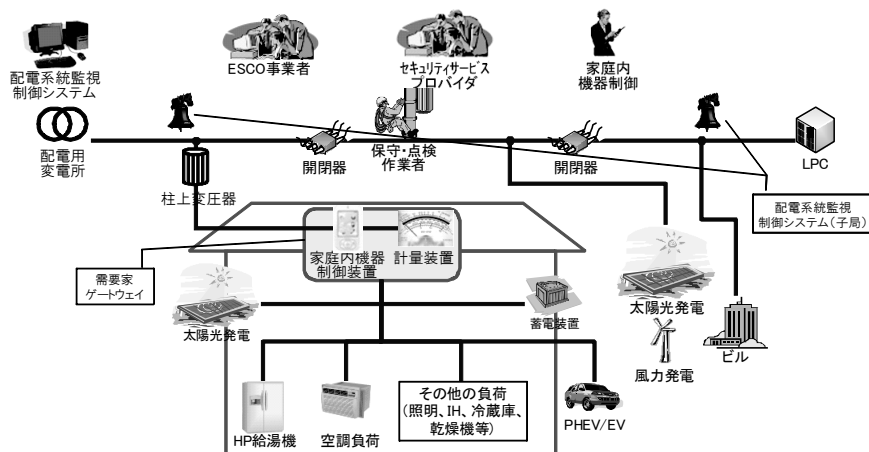 配電系統監視
制御システム
ESCO事業者
セキュリティサービス
プロバイダ
家庭内
機器制御
配電用
変電所
開閉器
保守・点検
作業者
開閉器
LPC
柱上変圧器
配電系統監視
制御システム(子局)
家庭内機器
制御装置
計量装置
需要家
ゲートウェイ
太陽光発電
蓄電装置
太陽光発電
風力発電
ビル
HP給湯機
空調負荷
その他の負荷
(照明、IH、冷蔵庫、
乾燥機等)
PHEV/EV